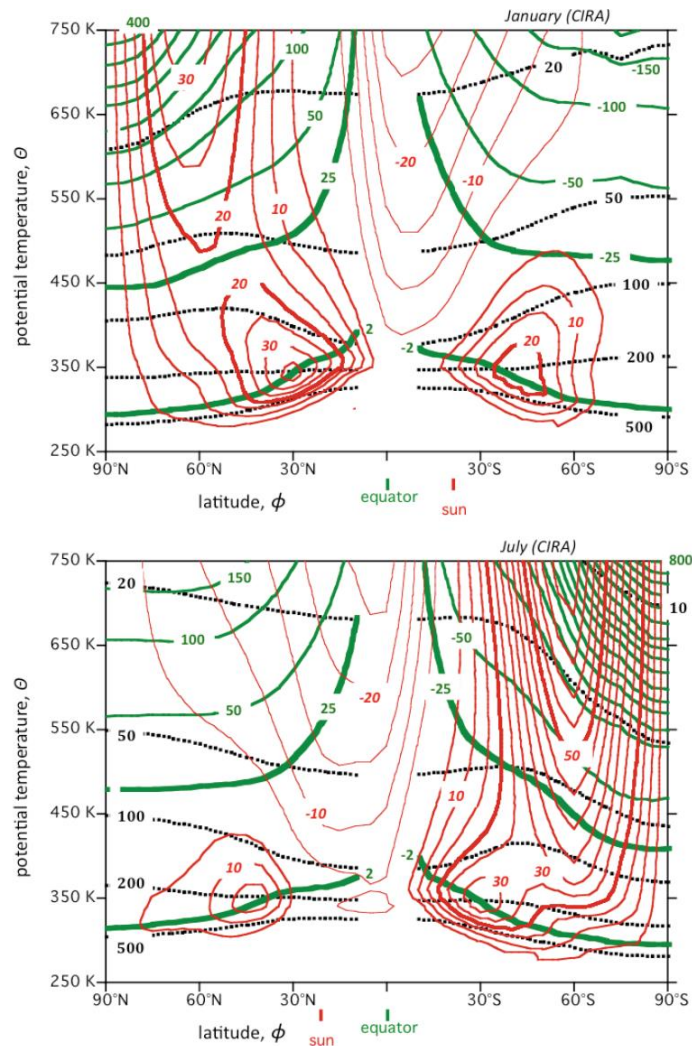 January (CIRA)
750 K
400
100
20
-150
30
650 K
50
-20
-100
-10
potential temperature, Θ
550 K
25
10
-50
50
20
-25
450 K
20
100
2
-2
10
30
20
200
350 K
500
250 K
90°N 60°N 30°N 30°S 60°S 90°S
latitude, ϕ
equator
sun
July (CIRA)
750 K
800
20
150
10
650 K
100
-50
-20
50
25
-25
potential temperature, Θ
550 K
50
50
-10
10
450 K
100
2
-2
10
30
30
200
350 K
500
250 K
90°N 60°N 30°N 30°S 60°S 90°S
latitude, ϕ
sun
equator